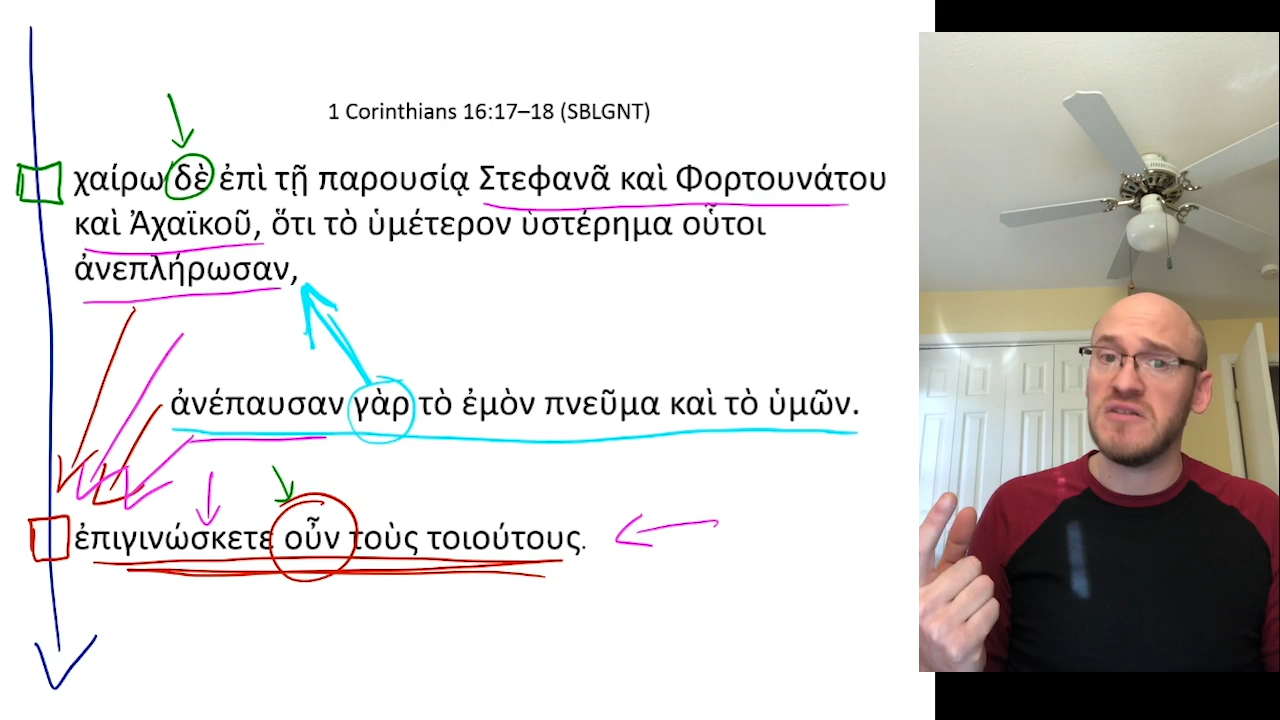 1 Corinthians 16:17–18 (SBLGNT)
χαίρω δὲ ἐπὶ τῇ παρουσίᾳ Στεφανᾶ καὶ Φορτουνάτου
καὶ Ἀχαϊκοῦ, ὅτι τὸ ὑμέτερον ὑστέρημα οὗτοι
ἀνεπλήρωσαν,
ἀνέπαυσαν γὰρ τὸ ἐμὸν πνεῦμα καὶ τὸ ὑμῶν.
ἐπιγινώσκετε οὖν τοὺς τοιούτους.